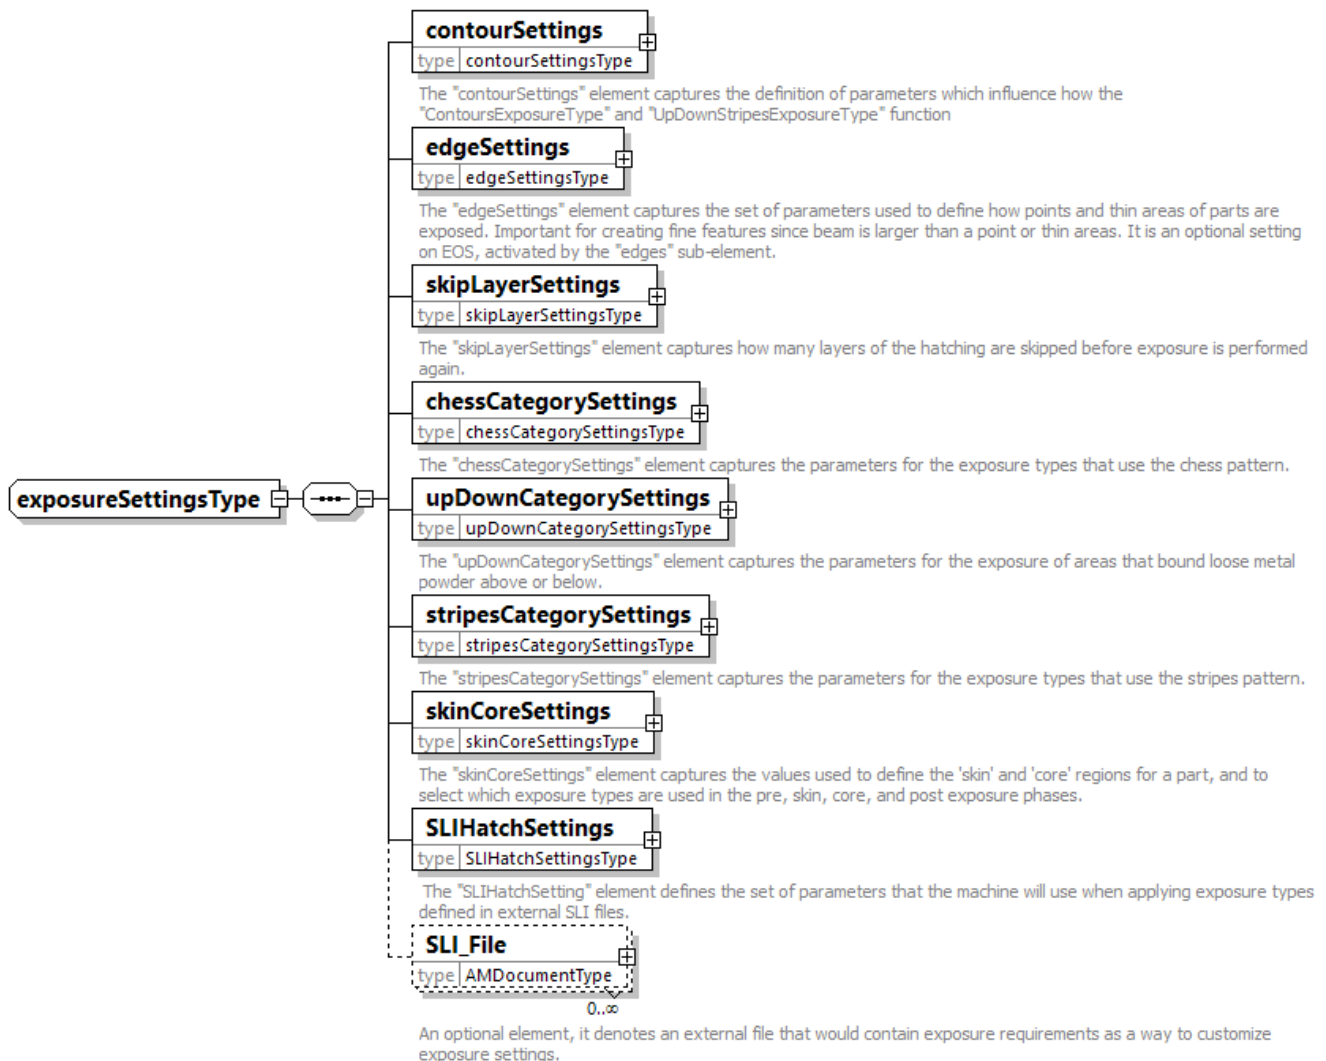 contourSettings
type contourSettingsType
The "contourSettings" element captures the definition of parameters which influence how the
"ContoursExposureType" and "UpDownStripesExposureType" function
edgeSettings
type edgeSettingsType
The "edgeSettings" element captures the set of parameters used to define how points and thin areas of parts are
exposed. Important for creating fine features since beam is larger than a point or thin areas. It is an optional setting
on EOS, activated by the "edges" sub-element.
skipLayerSettings
type skipLayerSettingsType
The "skipLayerSettings" element captures how many layers of the hatching are skipped before exposure is performed
again.
chessCategorySettings
type chessCategorySettingsType
The "chessCategorySettings" element captures the parameters for the exposure types that use the chess pattern.
exposureSettingsType
upDownCategorySettings
type upDownCategorySettingsType
The "upDownCategorySettings" element captures the parameters for the exposure of areas that bound loose metal
powder above or below.
stripesCategorySettings
type stripesCategorySettingsType
The "stripesCategorySettings" element captures the parameters for the exposure types that use the stripes pattern.
skinCoreSettings
type skinCoreSettingsType
The "skinCoreSettings" element captures the values used to define the 'skin' and 'core' regions for a part, and to
select which exposure types are used in the pre, skin, core, and post exposure phases.
SLIHatchSettings
type SLIHatchSettingsType
The "SLIHatchSetting" element defines the set of parameters that the machine will use when applying exposure types
defined in external SLI files.
SLI_File
type AMDocumentType
0..∞
An optional element, it denotes an external file that would contain exposure requirements as a way to customize
exposure settings.